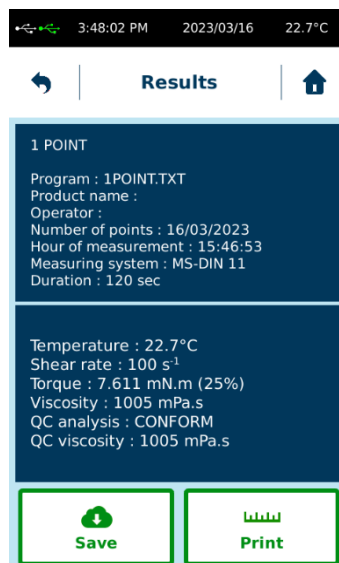 3:48:02 PM 2023/03/16 22.7°C
Results
1 POINT
Program : 1POINT.TXT
Product name :
Operator :
Number of points : 16/03/2023
Hour of measurement : 15:46:53
Measuring system : MS-DIN 11
Duration : 120 sec
Temperature : 22.7°C
Shear rate : 100 s⁻¹
Torque : 7.611 mN.m (25%)
Viscosity : 1005 mPa.s
QC analysis : CONFORM
QC viscosity : 1005 mPa.s
Save Print